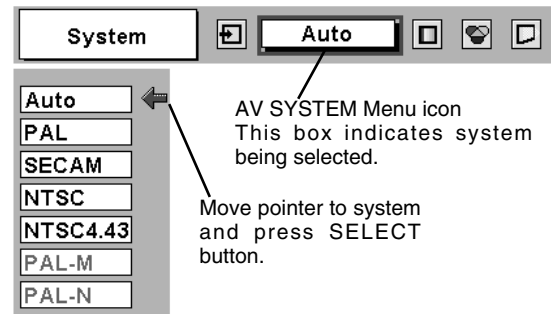 System
Auto
Auto
PAL
SECAM
NTSC
NTSC4.43
PAL-M
PAL-N
AV SYSTEM Menu icon
This box indicates system
being selected.
Move pointer to system
and press SELECT
button.